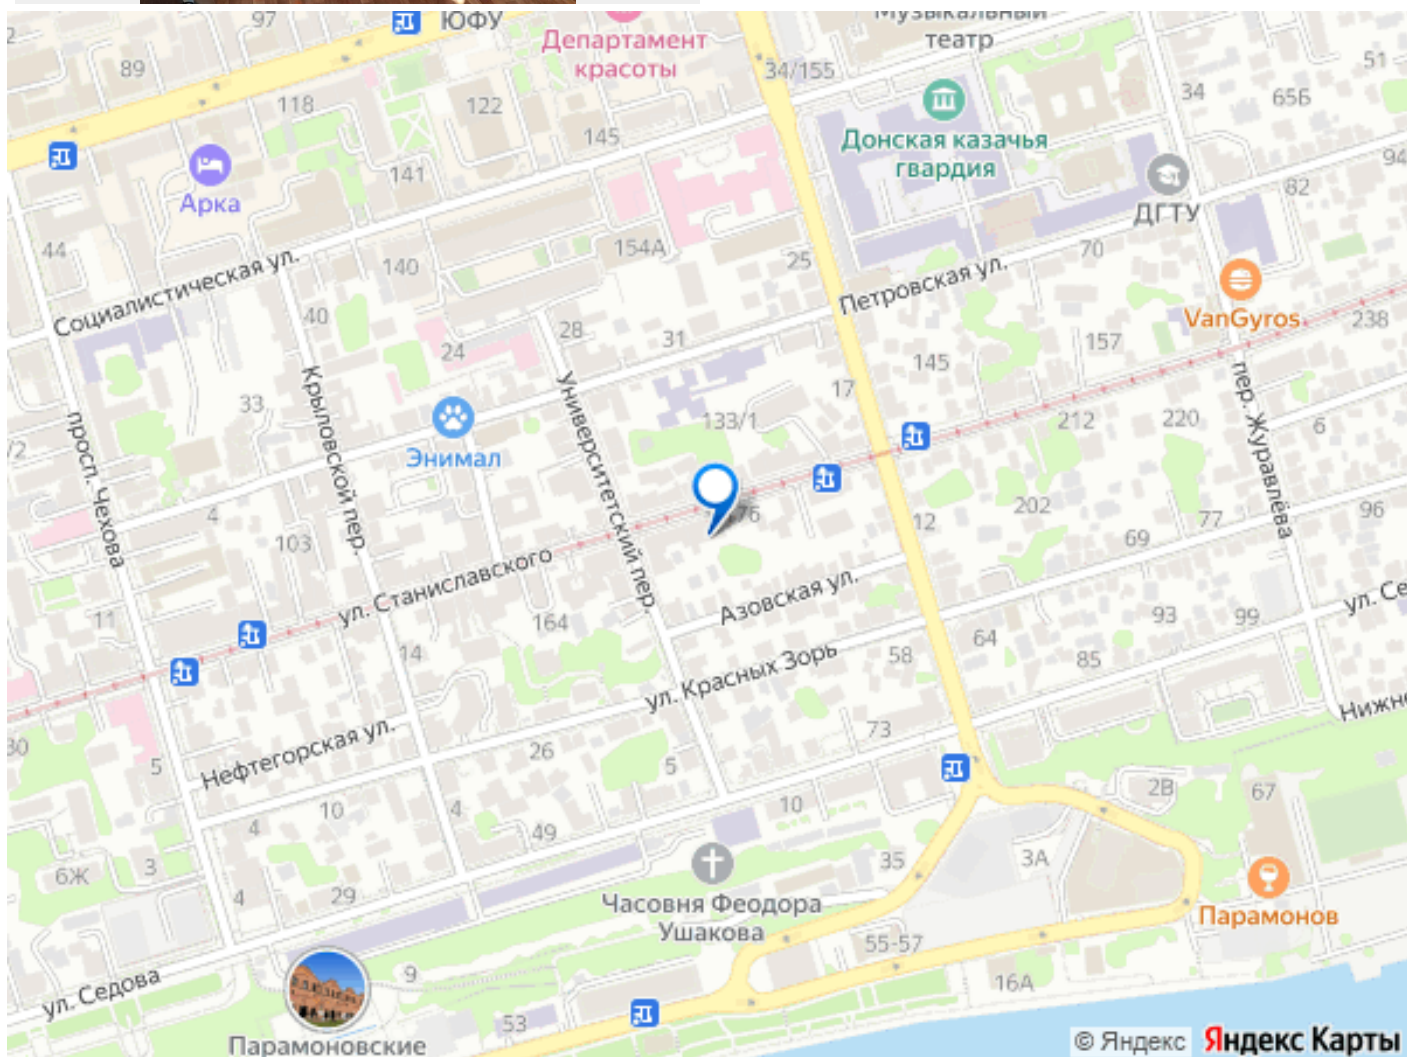 97
ЮФУ
Музыкальный
театр
2
Департамент
красоты
89
34/155
51
118
122
34
65Б
145
Донская казачья
гвардия
94
141
82
Арка
ДГТУ
44
154А
70
140
25
Социалистическая ул.
Петровская ул.
40
28
31
VanGyros
238
24
145
157
Крыловской пер.
Университетский пер.
17
пер. Журавлёва
33
133/1
212
220
6
просп. Чехова
/2
Энимал
4
76
202
12
77
96
103
69
ул. Станиславского
Азовская ул.
11
164
93
99
ул. Се
14
64
58
85
ул. Красных Зорь
Нижне
30
Нефтегорская ул.
73
5
26
5
2В
67
10
4
4
49
10
3
6Ж
35
3А
4
29
Часовня Феодора
Ушакова
Парамонов
55-57
9
16А
ул. Седова
53
Парамоновские
© Яндекс
Яндекс Карты